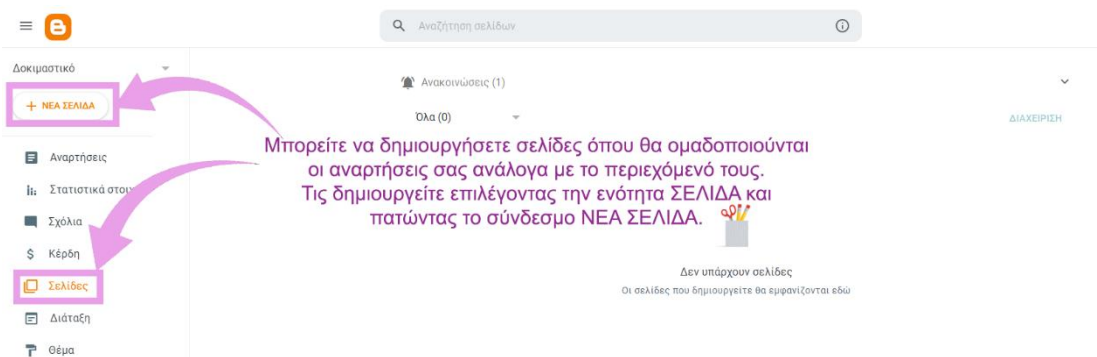 Αναζήτηση σελίδων
Δοκιμαστικό
+ ΝΕΑ ΣΕΛΙΔΑ
Ανακοινώσεις (1)
Όλα (0)
ΔΙΑΧΕΙΡΙΣΗ
Μπορείτε να δημιουργήσετε σελίδες όπου θα ομαδοποιούνται
οι αναρτήσεις σας ανάλογα με το περιεχόμενό τους.
Τις δημιουργείτε επιλέγοντας την ενότητα ΣΕΛΙΔΑ και
πατώντας το σύνδεσμο ΝΕΑ ΣΕΛΙΔΑ.
Αναρτήσεις
Στατιστικά
Σχόλια
$ Κέρδη
Σελίδες
Διάταξη
Θέμα
Δεν υπάρχουν σελίδες
Οι σελίδες που δημιουργείτε θα εμφανίζονται εδώ